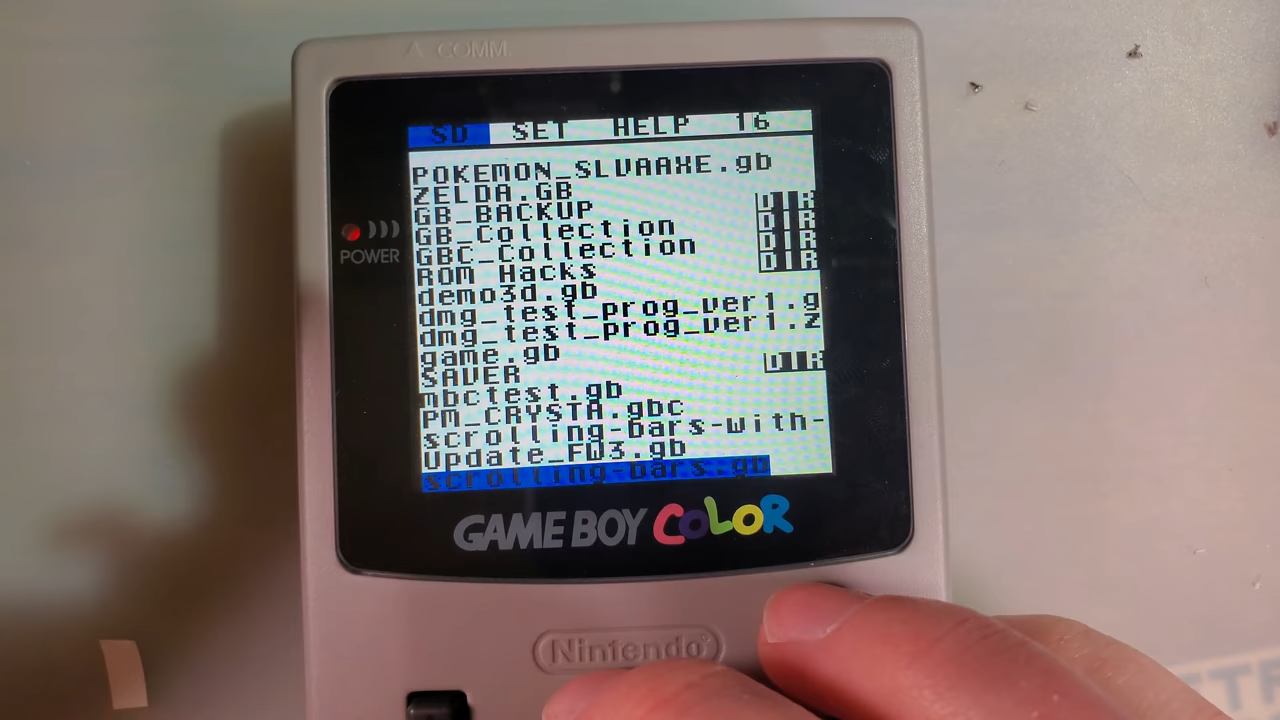 COMM.
SD SET HELP 16
POKEMON_SLVAAXE.gb
ZELDA.GB
GB_BACKUP DIR
GB_Collection DIR
GBC_Collection DIR
ROM Hacks DIR
demo3d.gb
dmg_test_prog_ver1.g
dmg_test_prog_ver1.z
game.gb
SAVER DIR
mbctest.gb
PM_CRYSTA.gbc
scrolling-bars-with-
Update_FW3.gb
scrolling-bars.gb
POWER
GAME BOY COLOR
Nintendo